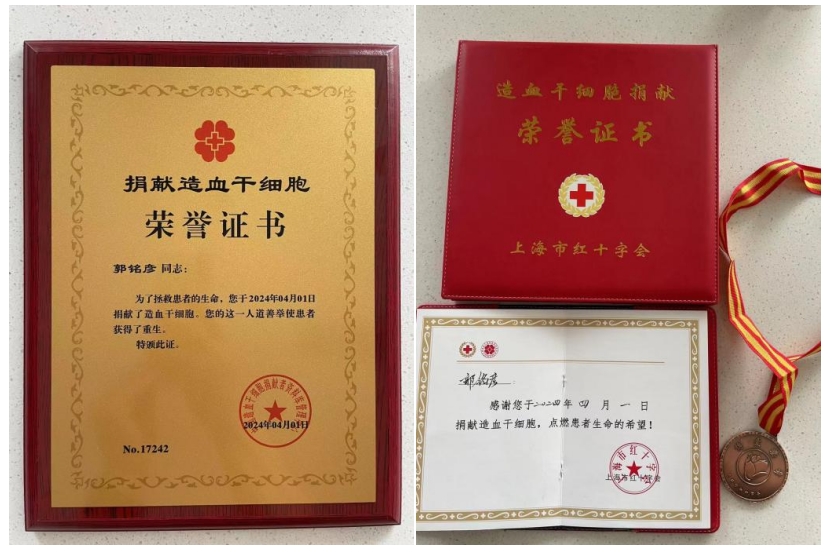 捐献造血干细胞
荣誉证书
郭铭彦 同志：
为了拯救患者的生命，您于2024年04月01日
捐献了造血干细胞。您的这一人道善举使患者
获得了重生。
特颁此证。
2024年04月01日
No.17242
造血干细胞捐献
荣誉证书
上海市红十字会
郭铭彦
感谢您于二〇二四年 四 月 一 日
捐献造血干细胞，点燃患者生命的希望！
上海市红十字会